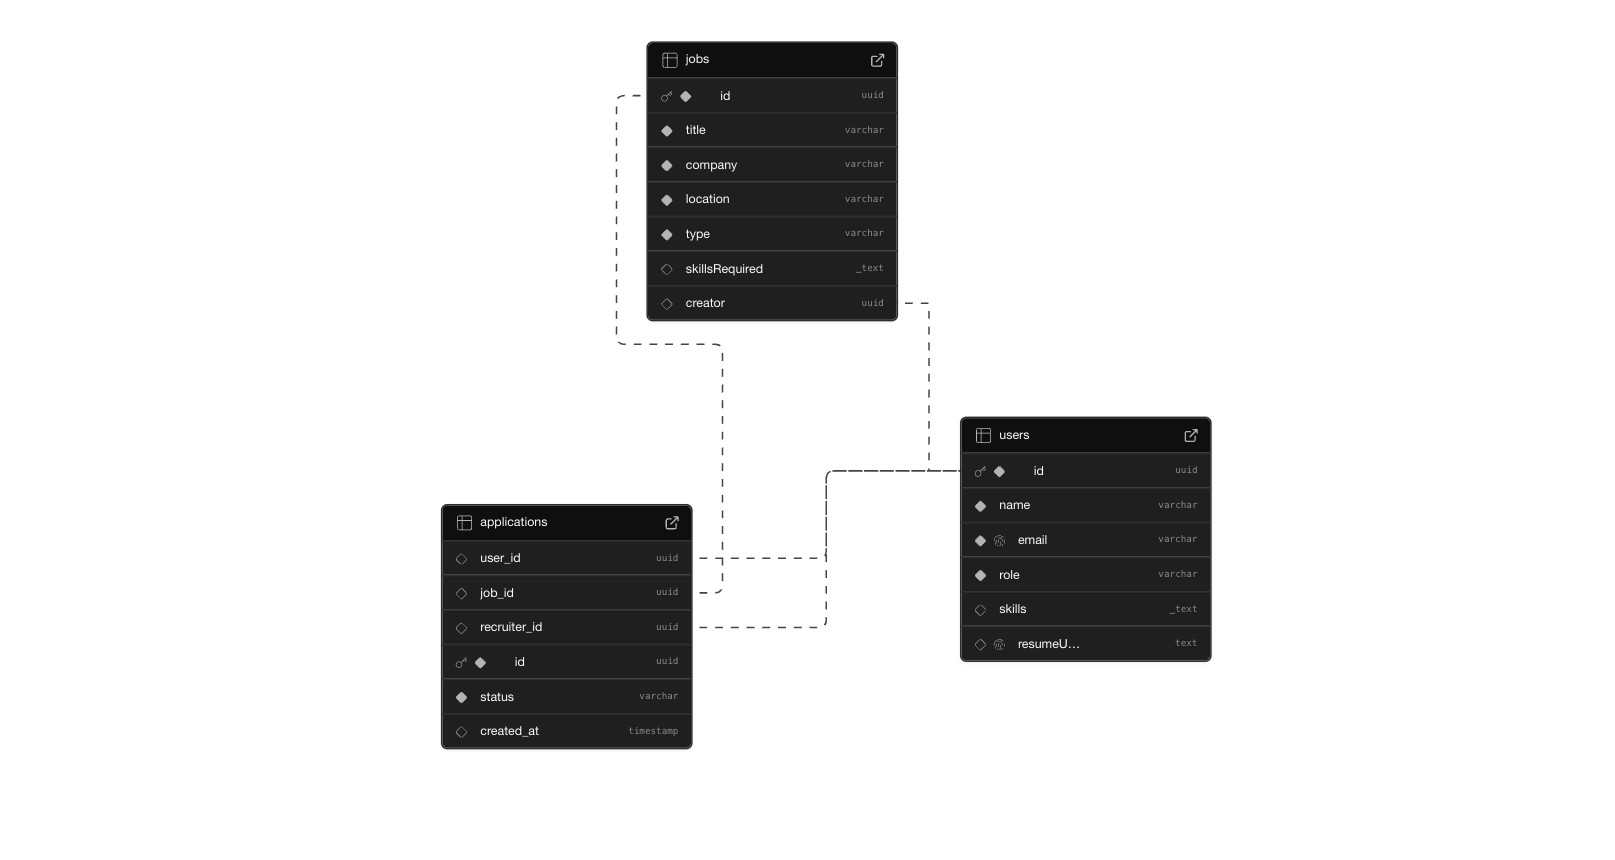 jobs
id uuid
title varchar
company varchar
location varchar
type varchar
skillsRequired _text
creator uuid
users
id uuid
name varchar
email varchar
role varchar
skills _text
resumeU... text
applications
user_id uuid
job_id uuid
recruiter_id uuid
id uuid
status varchar
created_at timestamp